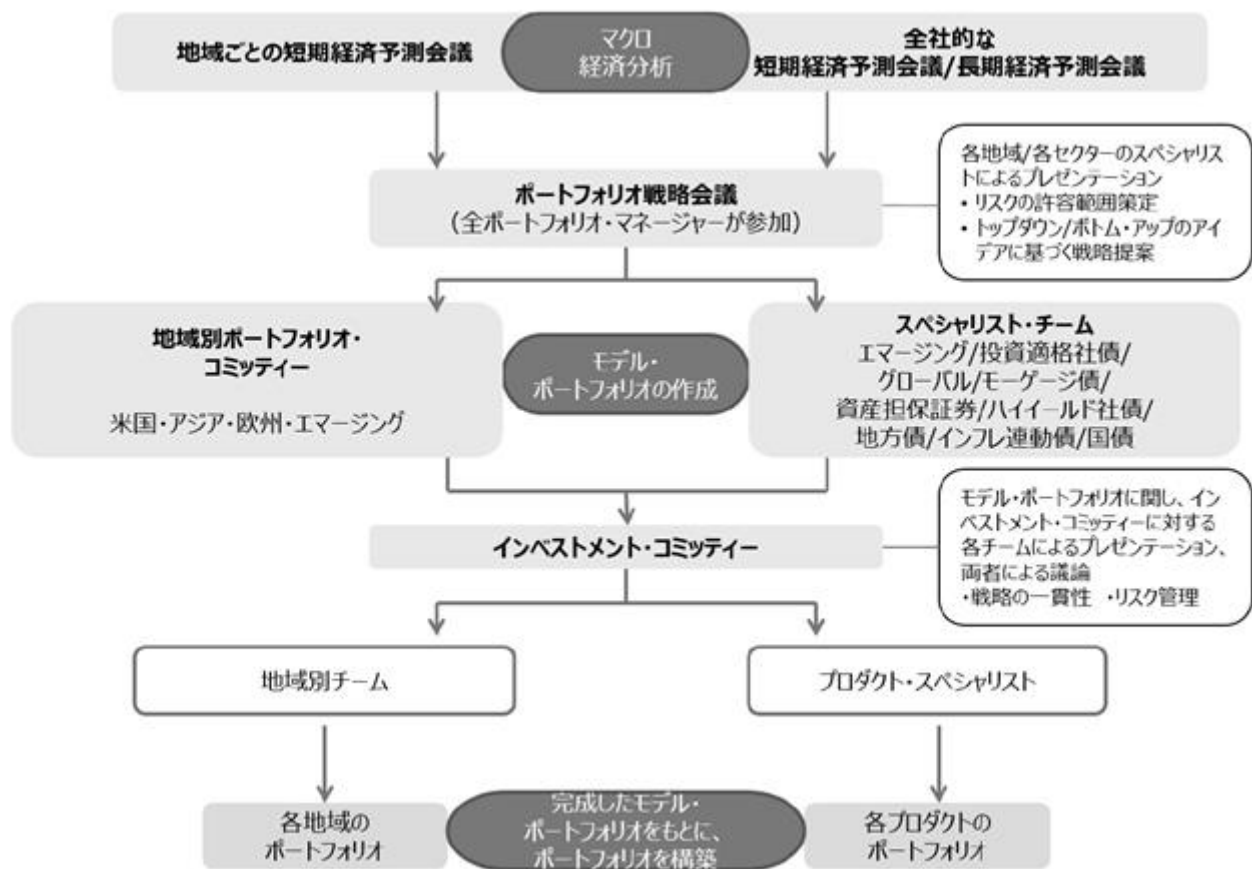 地域ごとの短期経済予測会議
マクロ
経済分析
全社的な
短期経済予測会議/長期経済予測会議
各地域/各セクターのスペシャリス
トによるプレゼンテーション
• リスクの許容範囲策定
• トップダウン/ボトム・アップのアイ
デアに基づく戦略提案
ポートフォリオ戦略会議
（全ポートフォリオ・マネージャーが参加）
地域別ポートフォリオ・
コミッティー
米国・アジア・欧州・エマージング
モデル・
ポートフォリオの作成
スペシャリスト・チーム
エマージング/投資適格社債/
グローバル/モーゲージ債/
資産担保証券/ハイイールド社債/
地方債/インフレ連動債/国債
モデル・ポートフォリオに関し、イン
ベストメント・コミッティーに対する
各チームによるプレゼンテーション、
両者による議論
・戦略の一貫性 ・リスク管理
インベストメント・コミッティー
地域別チーム
プロダクト・スペシャリスト
各地域の
ポートフォリオ
完成したモデル・
ポートフォリオをもとに、
ポートフォリオを構築
各プロダクトの
ポートフォリオ